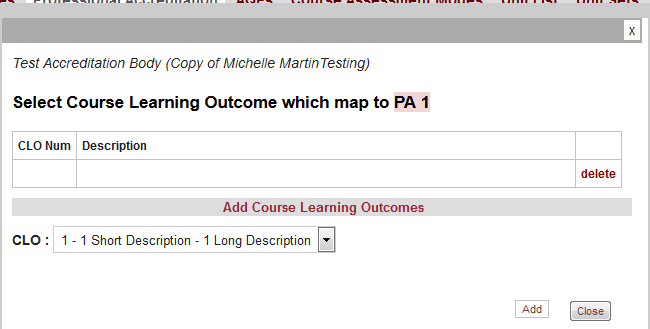 Professional Accreditation AQFs Course Assessment Modes Unit List Unit Sets
X
Test Accreditation Body (Copy of Michelle MartinTesting)
Select Course Learning Outcome which map to PA 1
CLO Num Description
delete
Add Course Learning Outcomes
CLO : 1 - 1 Short Description - 1 Long Description
Add Close